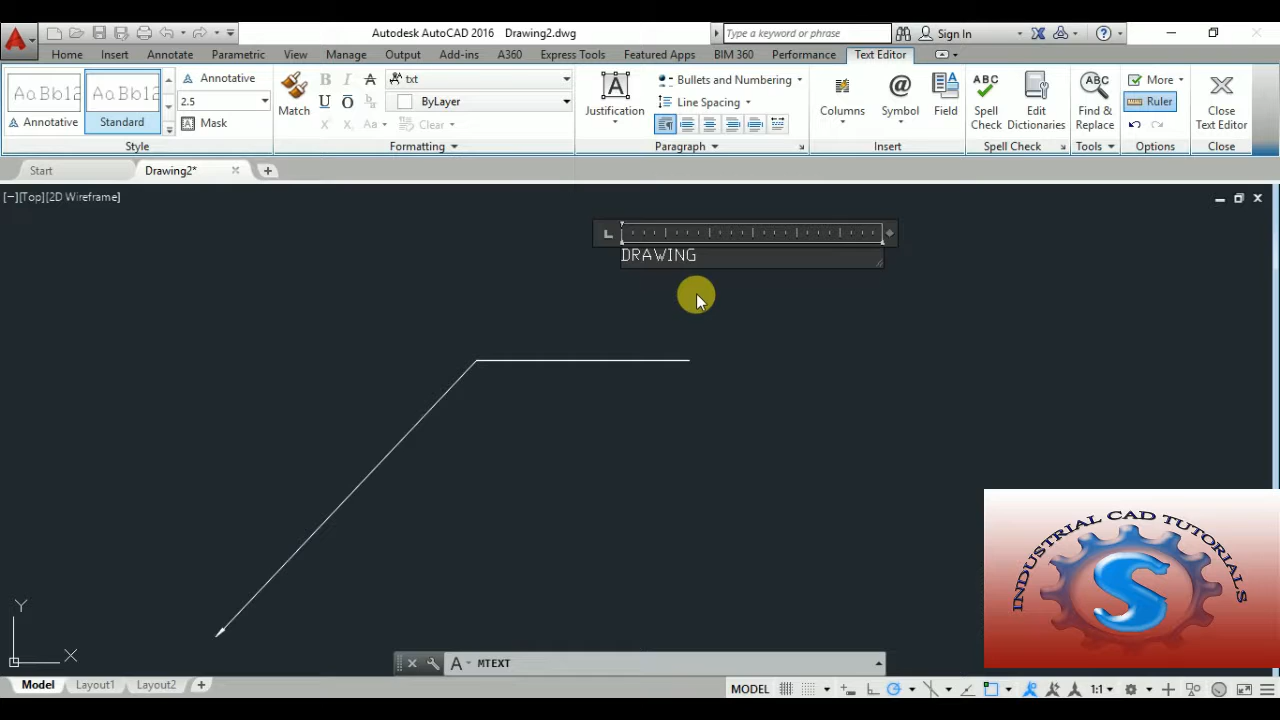 Autodesk AutoCAD 2016 Drawing2.dwg
Type a keyword or phrase
Sign In
Home Insert Annotate Parametric View Manage Output Add-ins A360 Express Tools Featured Apps BIM 360 Performance Text Editor
AaBb12 AaBb12
Annotative
Standard
Annotative
2.5
Mask
Style
Match
B I A
U O
txt
ByLayer
Aa
Clear
Formatting
Justification
Bullets and Numbering
Line Spacing
Paragraph
Columns
@
Symbol
Field
Insert
ABC
Spell
Check
Edit
Dictionaries
Spell Check
ABC
Find &
Replace
Tools
More
Ruler
Options
Close
Text Editor
Close
Start
Drawing2*
[−][Top][2D Wireframe]
DRAWING
INDUSTRIAL CAD TUTORIALS
S
Y
X
A MTEXT
Model Layout1 Layout2
MODEL
1:1